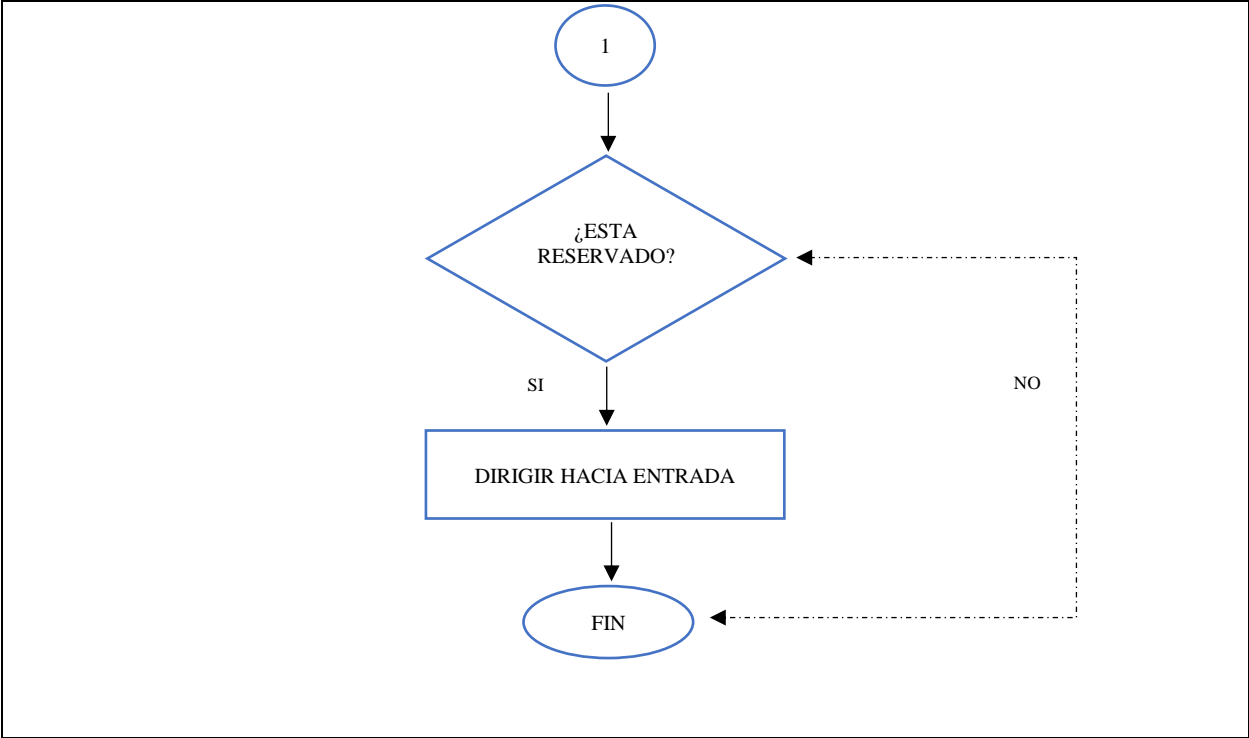 1
¿ESTA
RESERVADO?
SI
NO
DIRIGIR HACIA ENTRADA
FIN